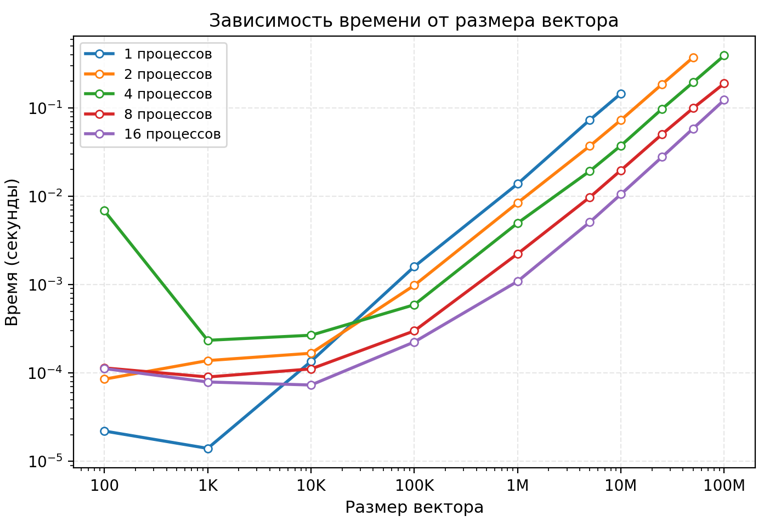 Зависимость времени от размера вектора
1 процессов
2 процессов
4 процессов
8 процессов
16 процессов
Время (секунды)
10⁻¹
10⁻²
10⁻³
10⁻⁴
10⁻⁵
100 1K 10K 100K 1M 10M 100M
Размер вектора